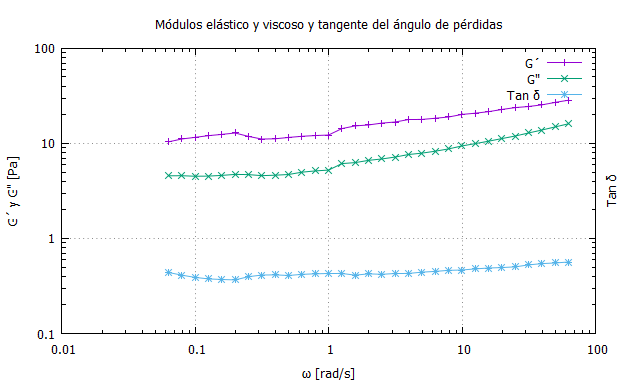 Módulos elástico y viscoso y tangente del ángulo de pérdidas
100
10
1
0.1
G´ y G" [Pa]
G´
G"
Tan δ
Tan δ
0.01
0.1
1
10
100
ω [rad/s]